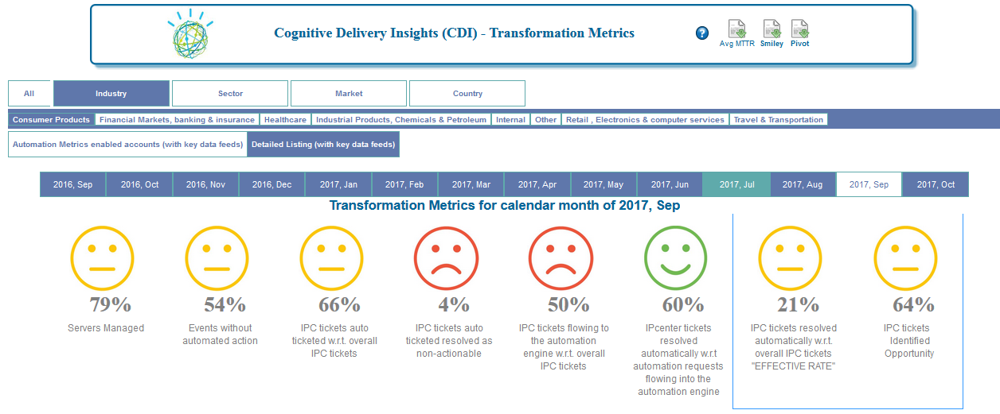 Cognitive Delivery Insights (CDI) - Transformation Metrics
?
Avg MTTR Smiley Pivot
All Industry Sector Market Country
Consumer Products Financial Markets, banking & insurance Healthcare Industrial Products, Chemicals & Petroleum Internal Other Retail , Electronics & computer services Travel & Transportation
Automation Metrics enabled accounts (with key data feeds) Detailed Listing (with key data feeds)
2016, Sep 2016, Oct 2016, Nov 2016, Dec 2017, Jan 2017, Feb 2017, Mar 2017, Apr 2017, May 2017, Jun 2017, Jul 2017, Aug 2017, Sep 2017, Oct
Transformation Metrics for calendar month of 2017, Sep
79%
Servers Managed
54%
Events without
automated action
66%
IPC tickets auto
ticketed w.r.t. overall
IPC tickets
4%
IPC tickets auto
ticketed resolved as
non-actionable
50%
IPC tickets flowing to
the automation
engine w.r.t. overall
IPC tickets
60%
IPcenter tickets
resolved
automatically w.r.t
automation requests
flowing into the
automation engine
21%
IPC tickets resolved
automatically w.r.t.
overall IPC tickets
"EFFECTIVE RATE"
64%
IPC tickets
Identified
Opportunity